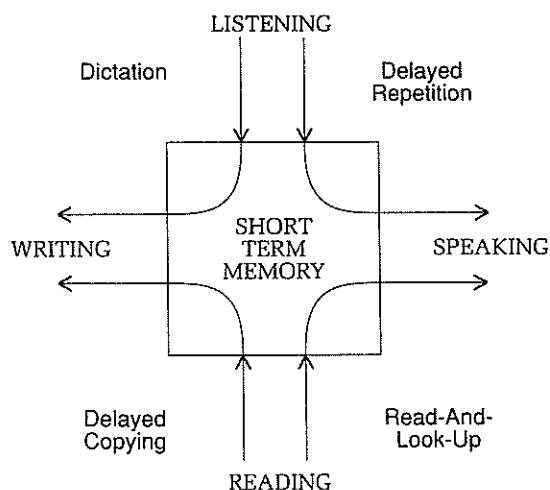 LISTENING
Dictation
Delayed
Repetition
SHORT
TERM
MEMORY
WRITING
SPEAKING
Delayed
Copying
Read-And-
Look-Up
READING